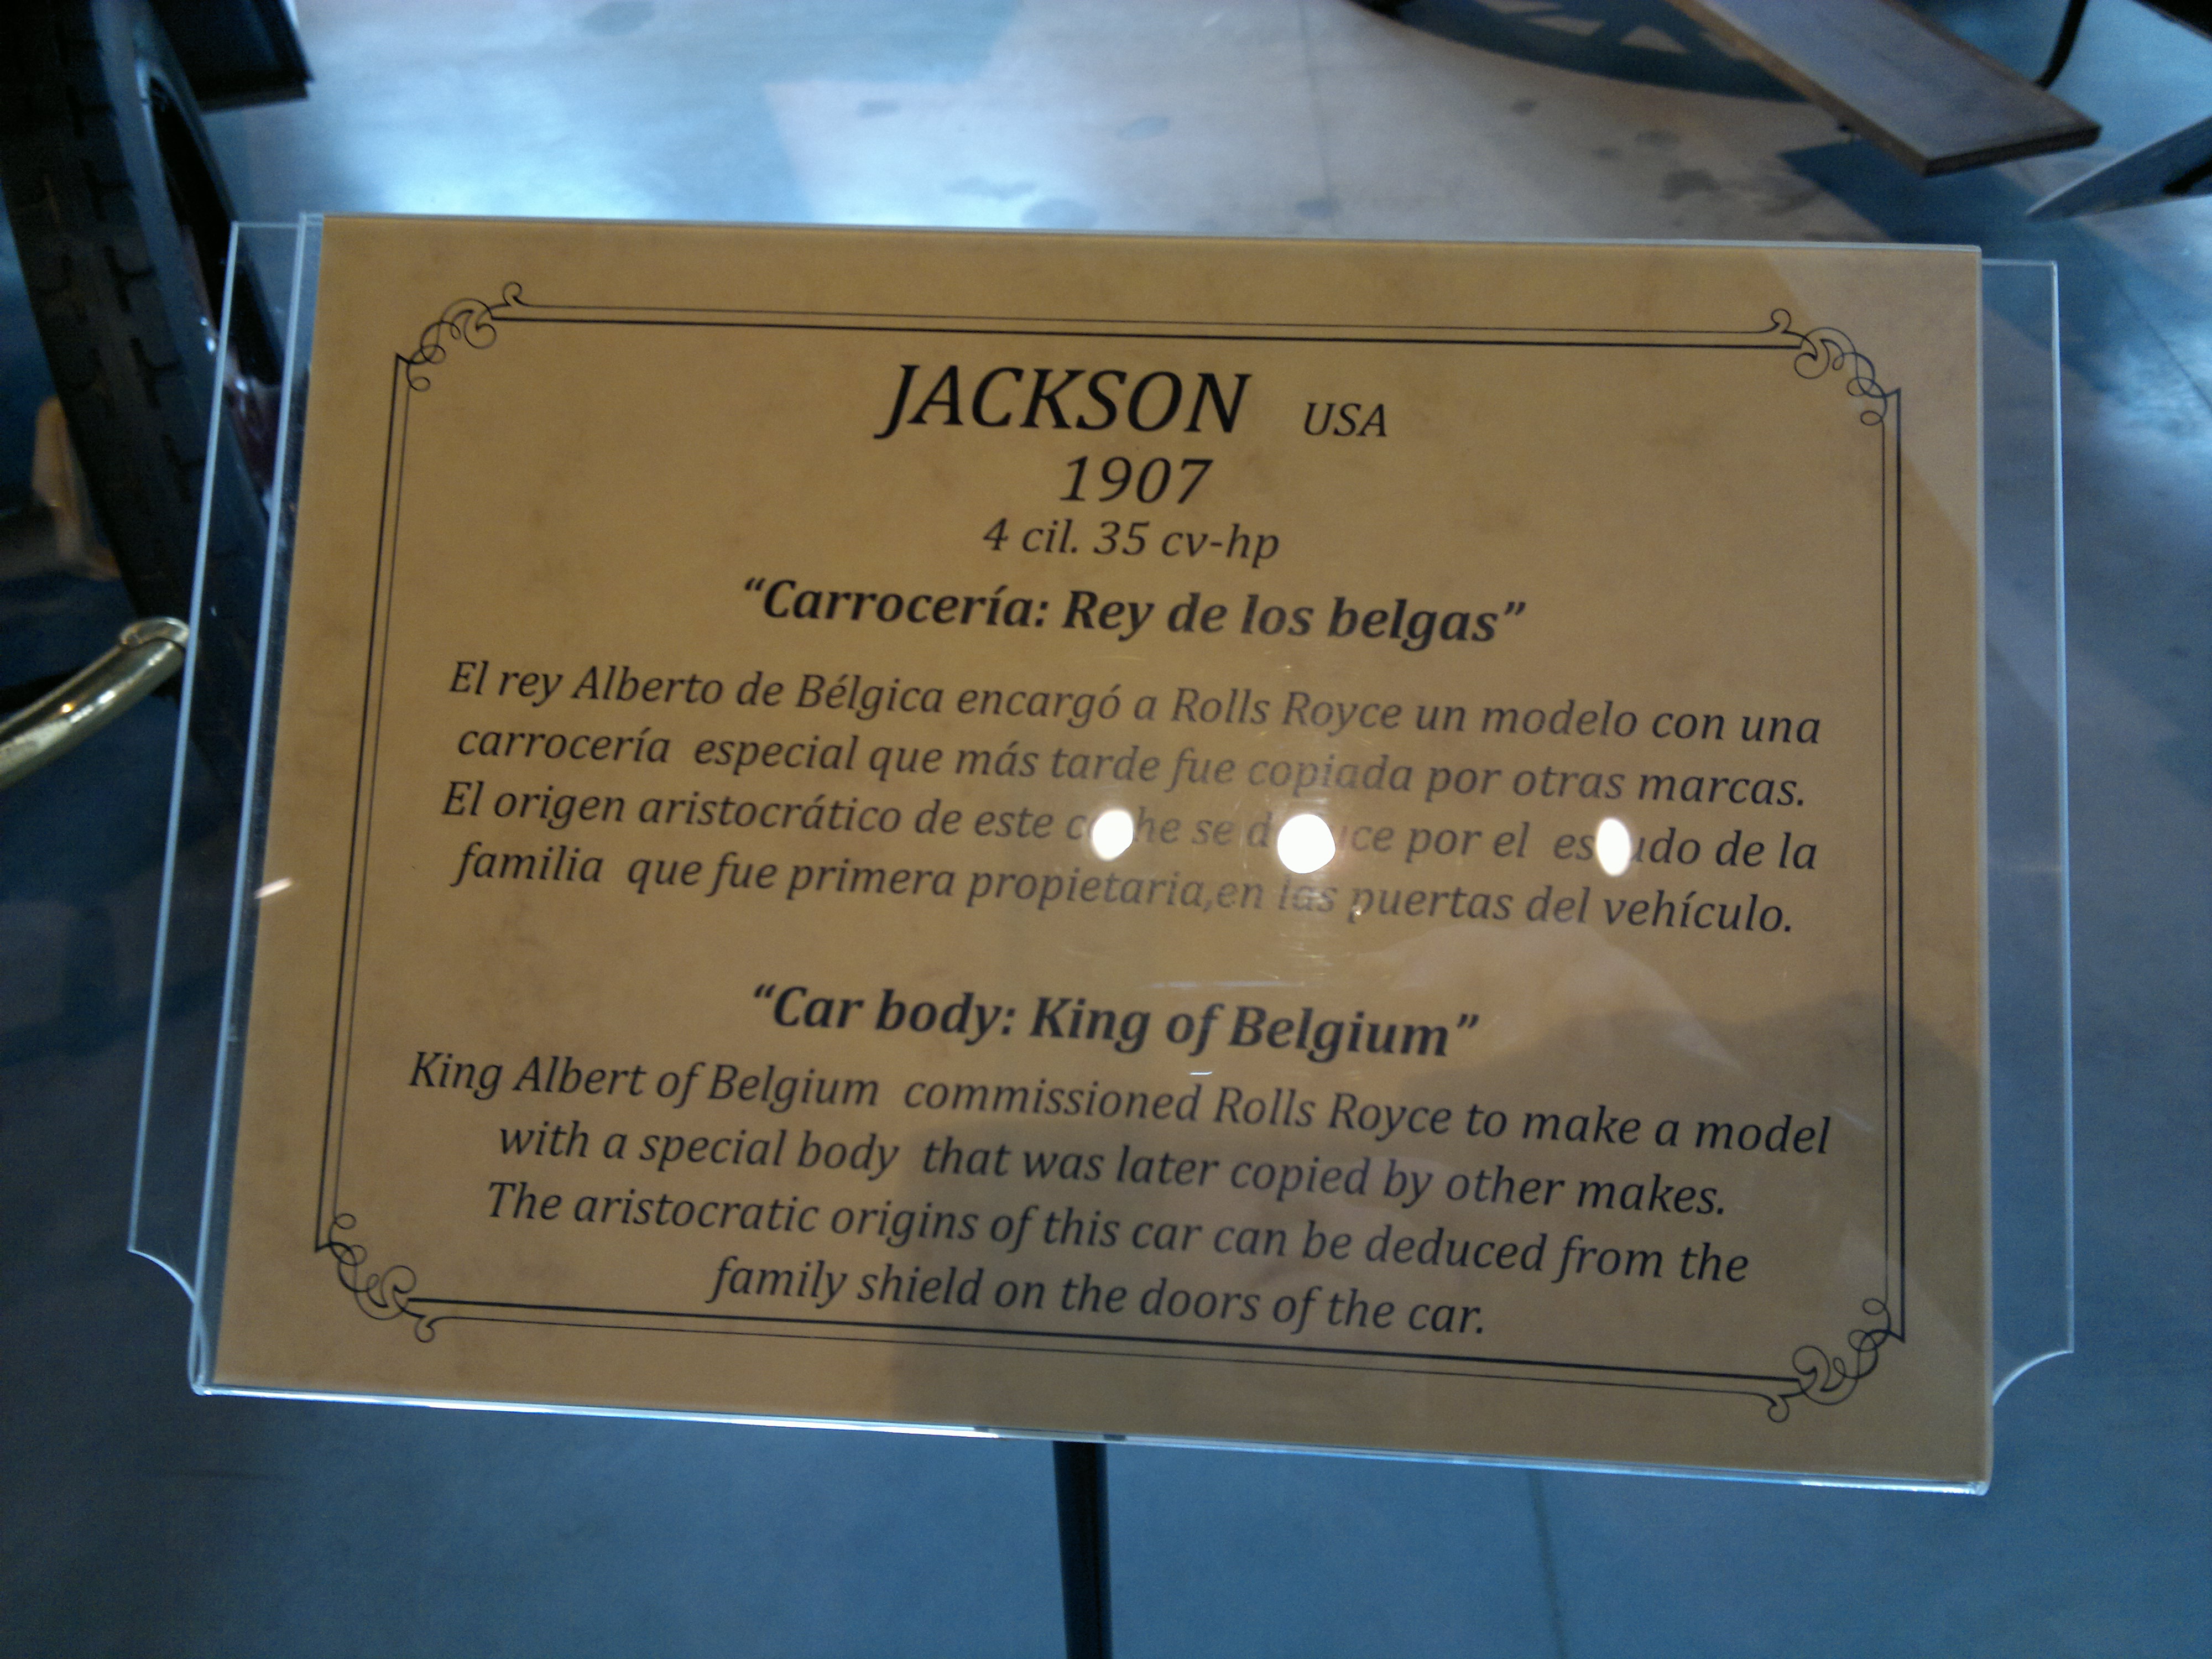 JACKSON USA
1907
4 cil. 35 cv-hp
“Carrocería: Rey de los belgas”
El rey Alberto de Bélgica encargó a Rolls Royce un modelo con una
carrocería especial que más tarde fue copiada por otras marcas.
El origen aristocrático de este coche se deduce por el escudo de la
familia que fue primera propietaria,en las puertas del vehículo.
“Car body: King of Belgium”
King Albert of Belgium commissioned Rolls Royce to make a model
with a special body that was later copied by other makes.
The aristocratic origins of this car can be deduced from the
family shield on the doors of the car.